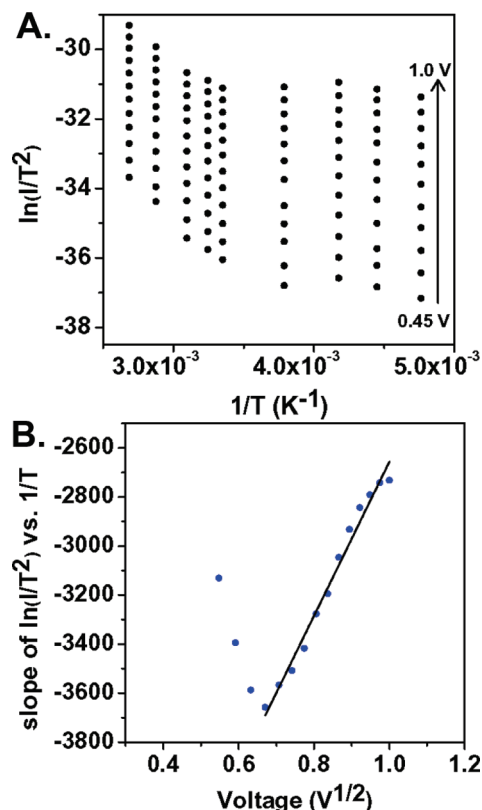 A.
-30
-32
-34
-36
-38
ln(I/T²)
1.0 V
0.45 V
3.0x10⁻³ 4.0x10⁻³ 5.0x10⁻³
1/T (K⁻¹)
B.
-2600
-2800
-3000
-3200
-3400
-3600
-3800
slope of ln(I/T²) vs. 1/T
0.4 0.6 0.8 1.0 1.2
Voltage (V¹/²)